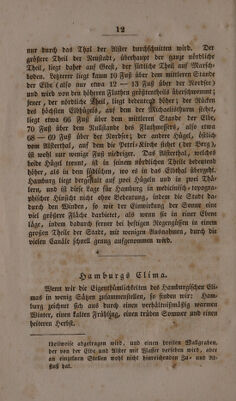 12
nur durch das Thal der Alster durchschnitten wird. Der
größere Theil der Neustadt, überhaupt der ganze nördliche
Theil, liegt daher auf Geest, der südliche Theil auf Marsch-
boden. Letzterer liegt kaum 10 Fuß über dem mittleren Stande
der Elbe (also nur etwa 12 — 13 Fuß über der Nordsee)
und wird von den höhern Fluthen größtentheils überschwemmt;
jener, der nördliche Theil, liegt bedeutend höher; der Rücken
des höchsten Elbhügels, auf dem der Michaeliskirche steht,
liegt etwa 66 Fuß über dem mittleren Stande der Elbe,
70 Fuß über dem Nullstande des Fluthmessers, also etwa
68 — 69 Fuß über der Nordsee; der andere Hügel, östlich
vom Alsterthal, auf dem die Petri-Kirche steht (der Berg),
ist wohl nur wenige Fuß niedriger. Das Alsterthal, welches
beide Hügel trennt, ist in seinem nördlichen Theile bedeutend
höher, als im südlichen, wo es in das Elbthal übergeht.
Hamburg liegt dergestalt auf zwei Hügeln und in zwei Thä-
lern, und ist diese Lage für Hamburg in medicinisch-topogra-
phischer Hinsicht nicht ohne Bedeutung, indem die Stadt da-
durch den Winden, so wie der Einwirkung der Sonne auf
eine größere Fläche darbietet, als wenn sie in einer Ebene
läge, indem dadurch ferner bei heftigen Regengüssen in einem
großen Theile der Stadt, mit wenigen Ausnahmen, durch die
vielen Canäle schnell genug aufgenommen wird.
Hamburgs Clima.
Wenn wir die Eigenthümlichkeiten des Hamburgischen Cli-
mas in wenig Sätzen zusammenstellen, so finden wir: Ham-
burg zeichnet sich aus durch einen verhältnißmäßig warmen
Winter, einen kalten Frühling, einen trüben Sommer und einen
heiteren Herbst.
theilweise abgetragen wird, und einen breiten Wallgraben,
der von der Elbe und Alster mit Wasser versehen wird, aber
an einzelnen Stellen wohl nicht hinreichenden Zu- und Ab-
fluß hat.